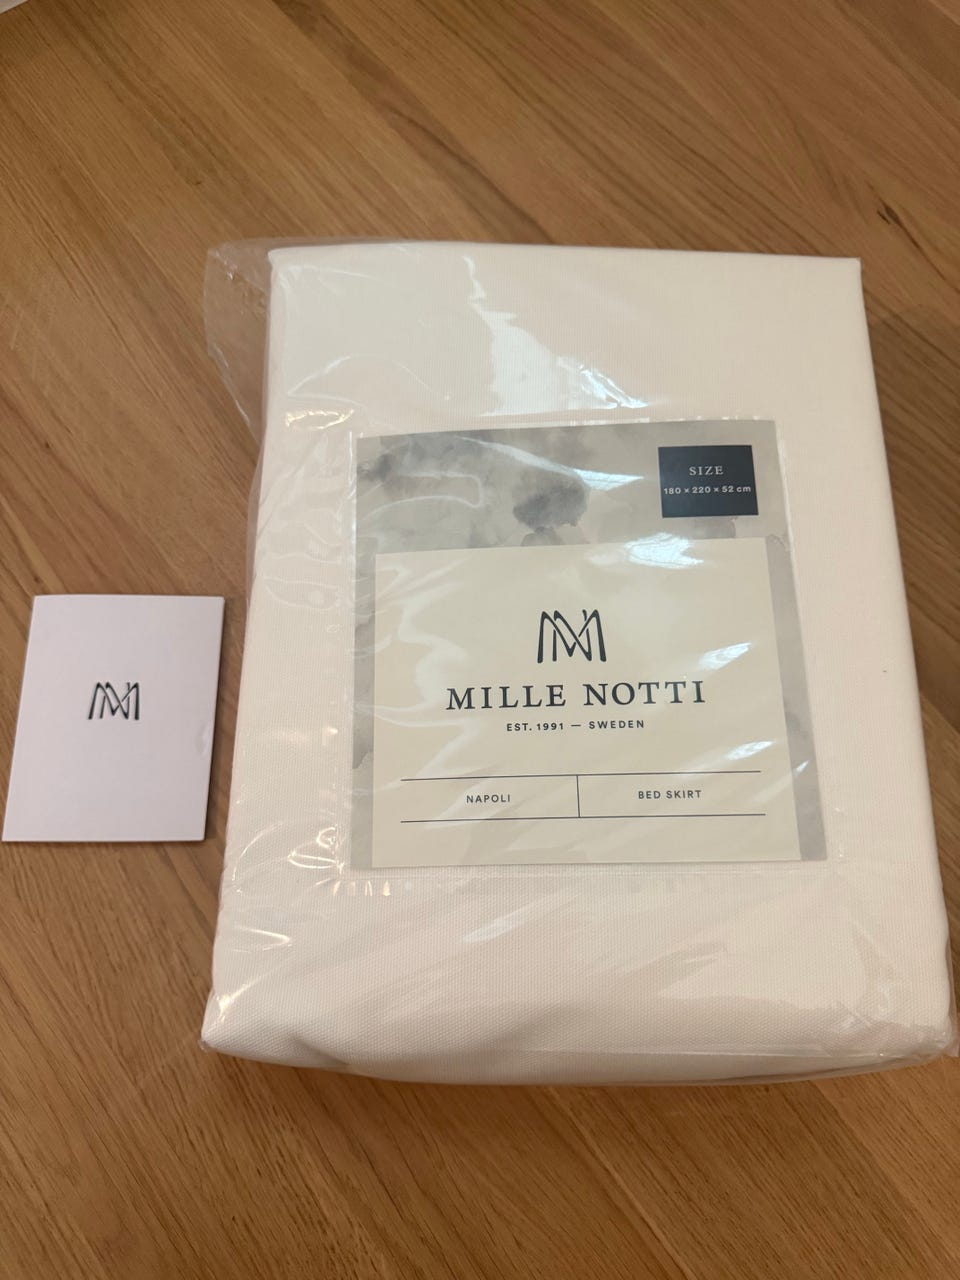 SIZE
180 × 220 × 52 cm
MILLE NOTTI
EST. 1991 — SWEDEN
NAPOLI
BED SKIRT